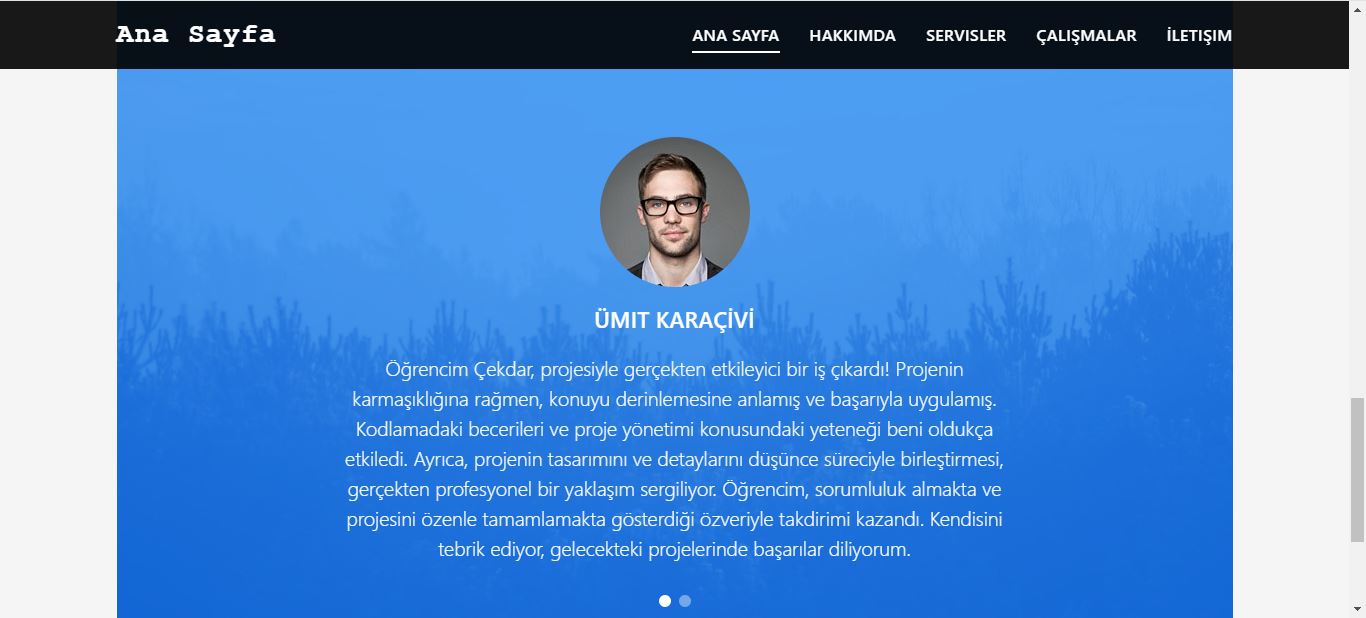 Ana Sayfa
ANA SAYFA HAKKIMDA SERVISLER ÇALIŞMALAR İLETIŞIM
ÜMIT KARAÇİVİ
Öğrencim Çekdar, projesiyle gerçekten etkileyici bir iş çıkardı! Projenin
karmaşıklığına rağmen, konuyu derinlemesine anlamış ve başarıyla uygulamış.
Kodlamadaki becerileri ve proje yönetimi konusundaki yeteneği beni oldukça
etkiledi. Ayrıca, projenin tasarımını ve detaylarını düşünce süreciyle birleştirmesi,
gerçekten profesyonel bir yaklaşım sergiliyor. Öğrencim, sorumluluk almakta ve
projesini özenle tamamlamakta gösterdiği özveriyle takdirimi kazandı. Kendisini
tebrik ediyor, gelecekteki projelerinde başarılar diliyorum.